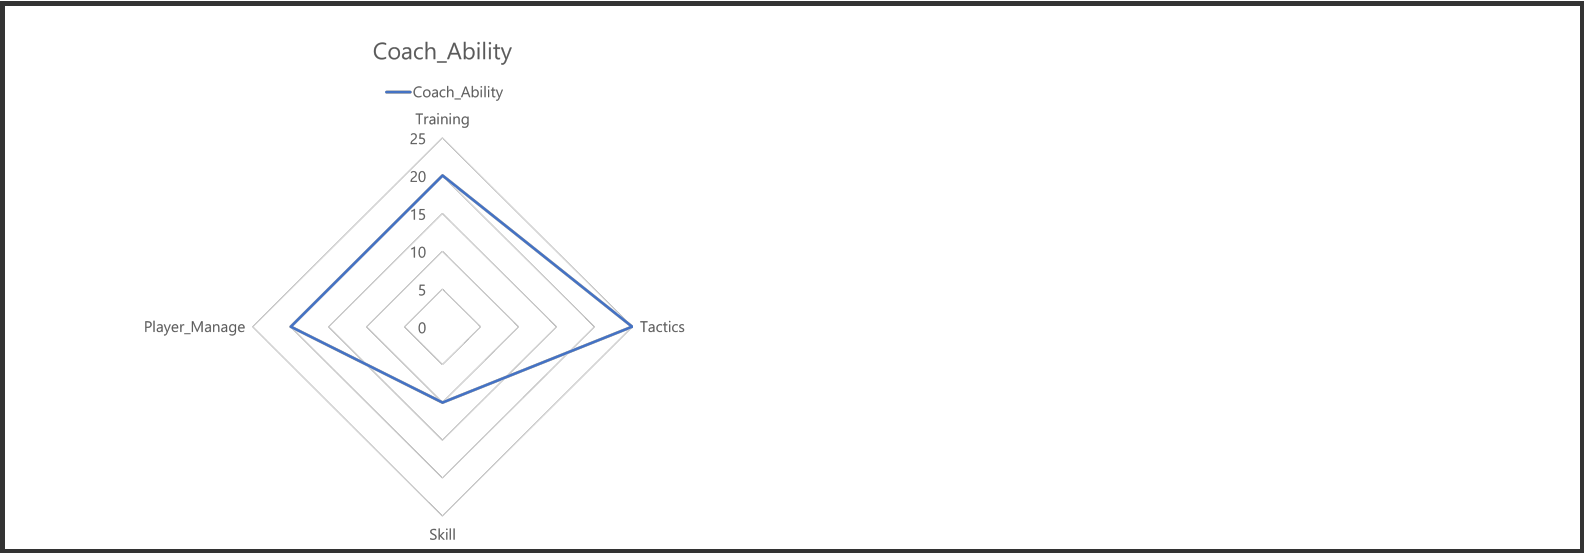 Coach_Ability
Coach_Ability
Training
25
20
15
10
5
0
Player_Manage
Tactics
Skill